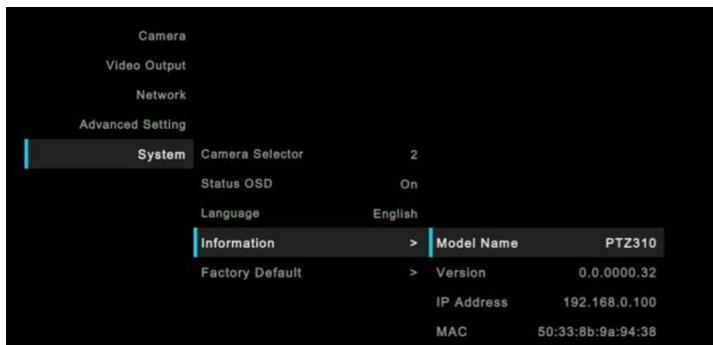 Camera
Video Output
Network
Advanced Setting
System Camera Selector 2
Status OSD On
Language English
Information > Model Name PTZ310
Factory Default > Version 0.0.0000.32
IP Address 192.168.0.100
MAC 50:33:8b:9a:94:38